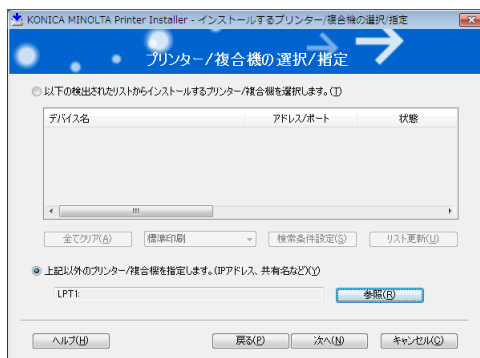 KONICA MINOLTA Printer Installer - インストールするプリンター/複合機の選択/指定
プリンター/複合機の選択/指定
以下の検出されたリストからインストールするプリンター/複合機を選択します。(T)
デバイス名 アドレス/ポート 状態
全てクリア(A) 標準印刷 検索条件設定(S) リスト更新(U)
上記以外のプリンター/複合機を指定します。(IPアドレス、共有名など)(Y)
LPT1: 参照(R)
ヘルプ(H) 戻る(P) 次へ(N) キャンセル(C)